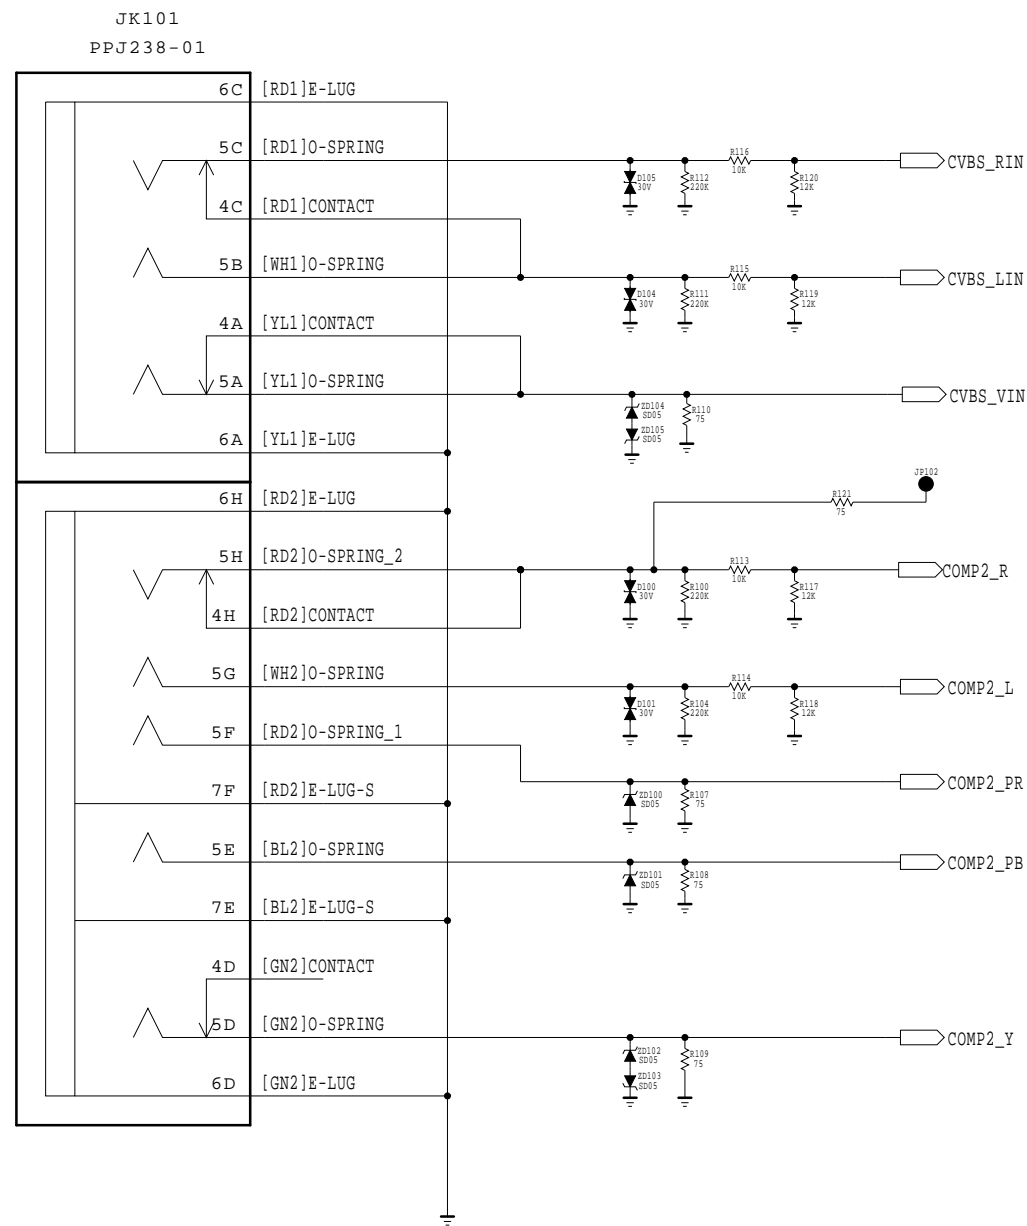 JK101
PPJ238-01
6C [RD1]E-LUG
5C [RD1]O-SPRING
R116
10K
CVBS_RIN
D105
30V
R112
220K
R120
12K
4C [RD1]CONTACT
5B [WH1]O-SPRING
R115
10K
CVBS_LIN
D104
30V
R111
220K
R119
12K
4A [YL1]CONTACT
5A [YL1]O-SPRING
CVBS_VIN
ZD104
SD05
R110
75
ZD105
SD05
6A [YL1]E-LUG
JP102
6H [RD2]E-LUG
R121
75
5H [RD2]O-SPRING_2
R113
10K
COMP2_R
D100
30V
R100
220K
R117
12K
4H [RD2]CONTACT
5G [WH2]O-SPRING
R114
10K
COMP2_L
D101
30V
R104
220K
R118
12K
5F [RD2]O-SPRING_1
COMP2_PR
7F [RD2]E-LUG-S
ZD100
SD05
R107
75
5E [BL2]O-SPRING
COMP2_PB
ZD101
SD05
R108
75
7E [BL2]E-LUG-S
4D [GN2]CONTACT
5D [GN2]O-SPRING
COMP2_Y
ZD102
SD05
R109
75
ZD103
SD05
6D [GN2]E-LUG